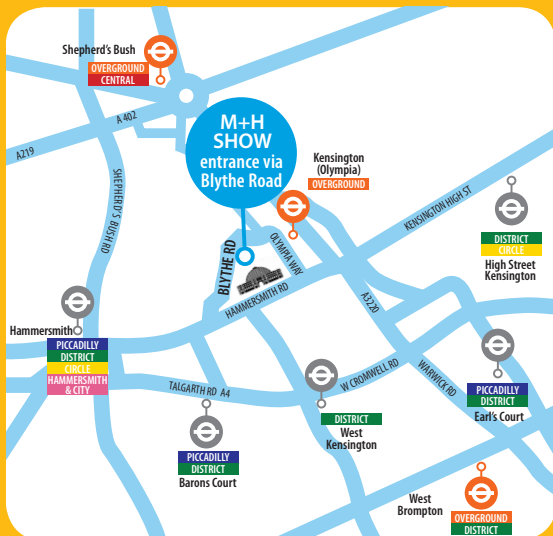 Shepherd's Bush
OVERGROUND
CENTRAL
A 402
A219
M+H
SHOW
entrance via
Blythe Road
Kensington
(Olympia)
OVERGROUND
SHEPHERD'S BUSH RD
KENSINGTON HIGH ST
DISTRICT
CIRCLE
High Street
Kensington
BLYTHE RD
OLYMPIA WAY
HAMMERSMITH RD
A3220
Hammersmith
PICCADILLY
DISTRICT
CIRCLE
HAMMERSMITH
& CITY
TALGARTH RD A4
W CROMWELL RD
WARWICK RD
PICCADILLY
DISTRICT
Earl's Court
DISTRICT
West
Kensington
PICCADILLY
DISTRICT
Barons Court
West
Brompton
OVERGROUND
DISTRICT